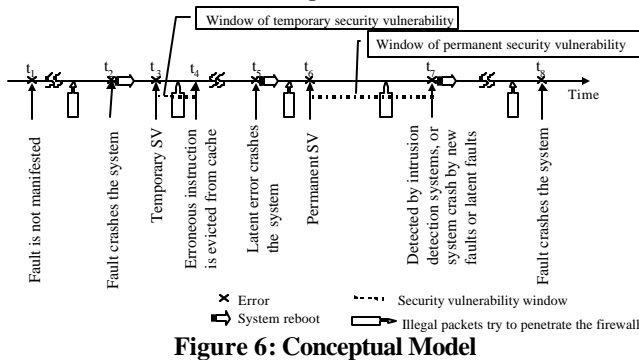 Window of temporary security vulnerability
Window of permanent security vulnerability
t1
t2
t3
t4
t5
t6
t7
t8
Time
Fault is not manifested
Fault crashes the system
Temporary SV
Erroneous instruction
is evicted from cache
Latent error crashes
the system
Permanent SV
Detected by intrusion
detection systems, or
system crash by new
faults or latent faults
Fault crashes the system
Error
Security vulnerability window
System reboot
Illegal packets try to penetrate the firewall
Figure 6: Conceptual Model